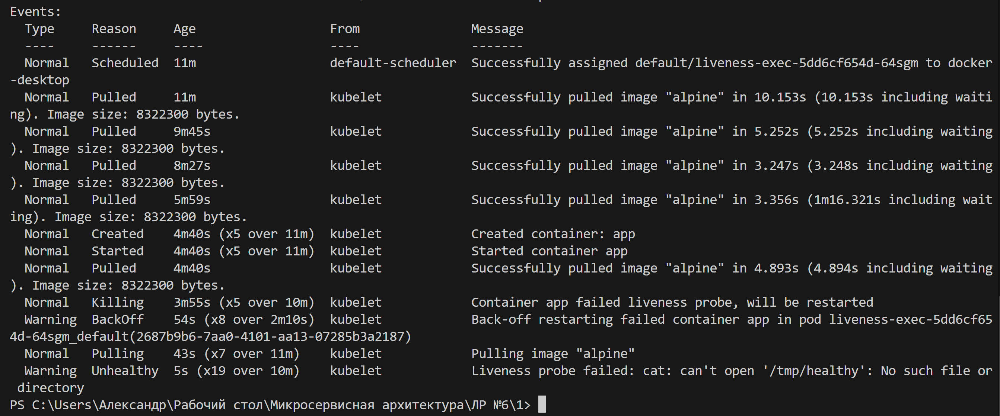 Events:
  Type     Reason     Age                   From               Message
  ----     ------     ----                  ----               -------
  Normal   Scheduled  11m                   default-scheduler  Successfully assigned default/liveness-exec-5dd6cf654d-64sgm to docker
-desktop
  Normal   Pulled     11m                   kubelet            Successfully pulled image "alpine" in 10.153s (10.153s including waiti
ng). Image size: 8322300 bytes.
  Normal   Pulled     9m45s                 kubelet            Successfully pulled image "alpine" in 5.252s (5.252s including waiting
). Image size: 8322300 bytes.
  Normal   Pulled     8m27s                 kubelet            Successfully pulled image "alpine" in 3.247s (3.248s including waiting
). Image size: 8322300 bytes.
  Normal   Pulled     5m59s                 kubelet            Successfully pulled image "alpine" in 3.356s (1m16.321s including wait
ing). Image size: 8322300 bytes.
  Normal   Created    4m40s (x5 over 11m)   kubelet            Created container: app
  Normal   Started    4m40s (x5 over 11m)   kubelet            Started container app
  Normal   Pulled     4m40s                 kubelet            Successfully pulled image "alpine" in 4.893s (4.894s including waiting
). Image size: 8322300 bytes.
  Normal   Killing    3m55s (x5 over 10m)   kubelet            Container app failed liveness probe, will be restarted
  Warning  BackOff    54s (x8 over 2m10s)   kubelet            Back-off restarting failed container app in pod liveness-exec-5dd6cf65
4d-64sgm_default(2687b9b6-7aa0-4101-aa13-07285b3a2187)
  Normal   Pulling    43s (x7 over 11m)     kubelet            Pulling image "alpine"
  Warning  Unhealthy  5s (x19 over 10m)     kubelet            Liveness probe failed: cat: can't open '/tmp/healthy': No such file or
 directory
PS C:\Users\Александр\Рабочий стол\Микросервисная архитектура\ЛР №6\1>